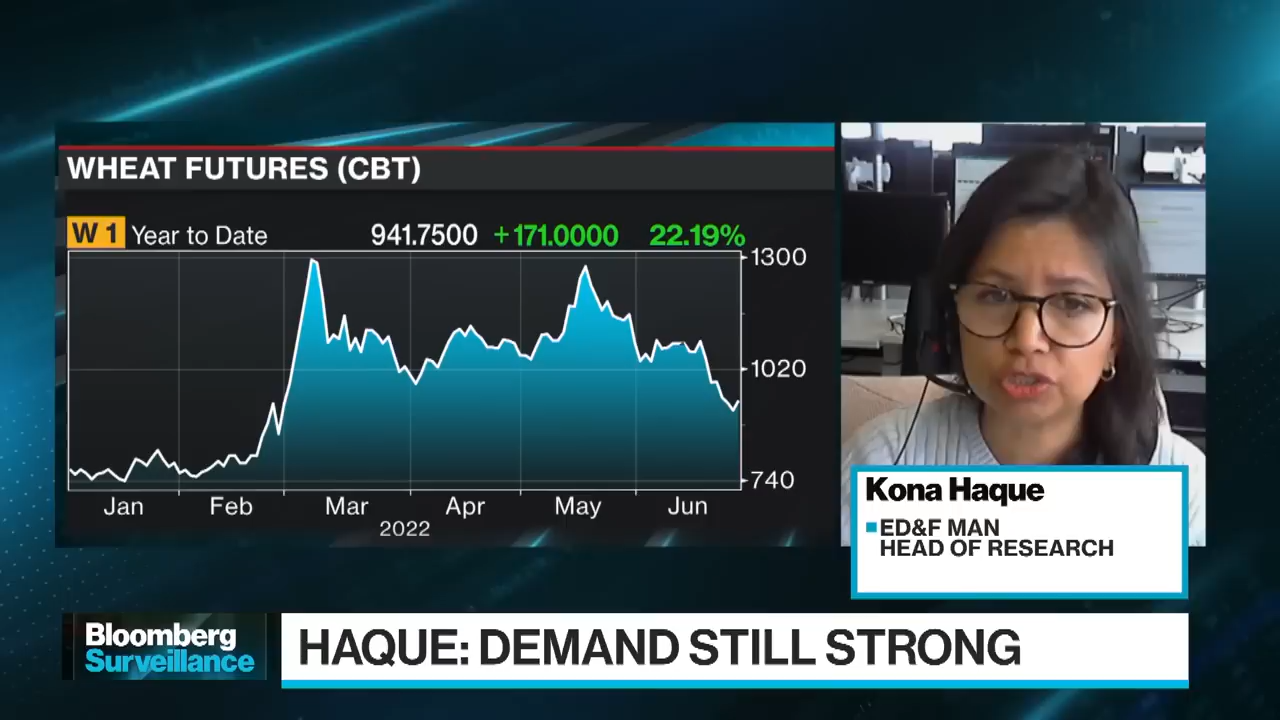 WHEAT FUTURES (CBT)
W 1 Year to Date 941.7500 +171.0000 22.19%
1300
1020
740
Jan Feb Mar Apr May Jun
2022
Kona Haque
ED&F MAN
HEAD OF RESEARCH
Bloomberg
Surveillance
HAQUE: DEMAND STILL STRONG